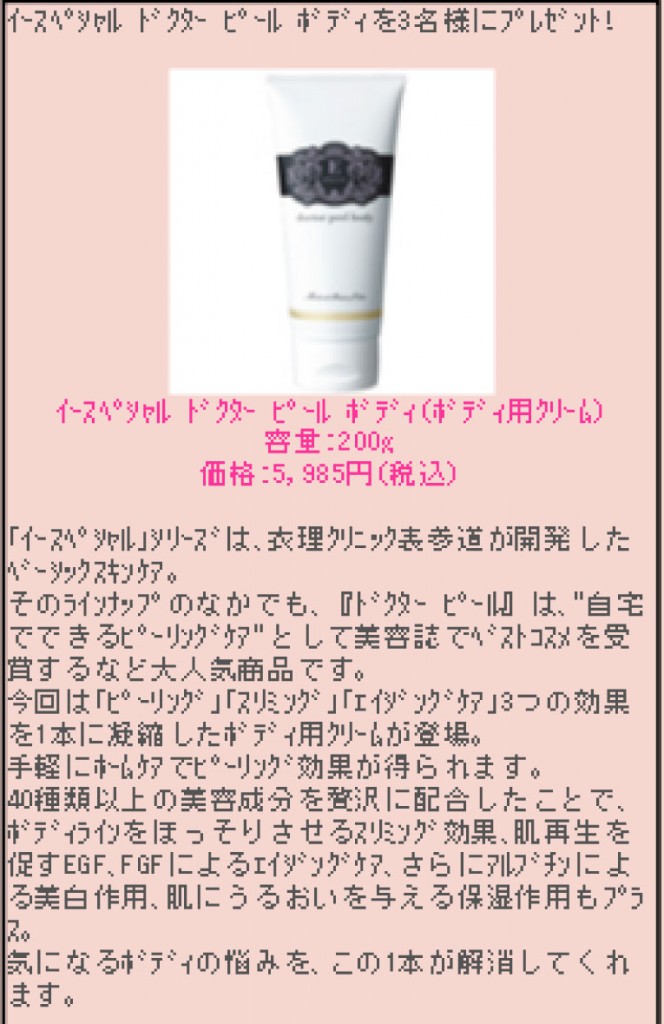 ｲｰｽﾍﾟｼｬﾙ ﾄﾞｸﾀｰ ﾋﾟｰﾙ ﾎﾞﾃﾞｨを3名様にﾌﾟﾚｾﾞﾝﾄ!
doctor peel body
ｲｰｽﾍﾟｼｬﾙ ﾄﾞｸﾀｰ ﾋﾟｰﾙ ﾎﾞﾃﾞｨ(ﾎﾞﾃﾞｨ用ｸﾘｰﾑ)
容量:200g
価格:5,985円(税込)
｢ｲｰｽﾍﾟｼｬﾙ｣ｼﾘｰｽﾞは､衣理ｸﾘﾆｯｸ表参道が開発した
ﾍﾞｰｼｯｸｽｷﾝｹｱ｡
そのﾗｲﾝﾅｯﾌﾟのなかでも､『ﾄﾞｸﾀｰ ﾋﾟｰﾙ』は､"自宅
でできるﾋﾟｰﾘﾝｸﾞｹｱ"として美容誌でﾍﾞｽﾄｺｽﾒを受
賞するなど大人気商品です｡
今回は｢ﾋﾟｰﾘﾝｸﾞ｣｢ｽﾘﾐﾝｸﾞ｣｢ｴｲｼﾞﾝｸﾞｹｱ｣3つの効果
を1本に凝縮したﾎﾞﾃﾞｨ用ｸﾘｰﾑが登場｡
手軽にﾎｰﾑｹｱでﾋﾟｰﾘﾝｸﾞ効果が得られます｡
40種類以上の美容成分を贅沢に配合したことで､
ﾎﾞﾃﾞｨﾗｲﾝをほっそりさせるｽﾘﾐﾝｸﾞ効果､肌再生を
促すEGF､FGFによるｴｲｼﾞﾝｸﾞｹｱ､さらにｱﾙﾌﾞﾁﾝによ
る美白作用､肌にうるおいを与える保湿作用もﾌﾟﾗ
ｽ｡
気になるﾎﾞﾃﾞｨの悩みを､この1本が解消してくれ
ます｡